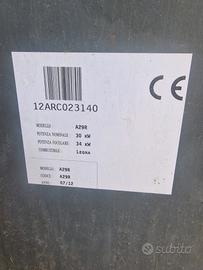 12ARC023140
CE
MODELLO A29R
POTENZA NOMINALE 30 KW
POTENZA FOCOLARE 34 KW
COMBUSTIBILE: LEGNA
MODELLO: A29R
CODICE A29R
ANNO 07/12
subito